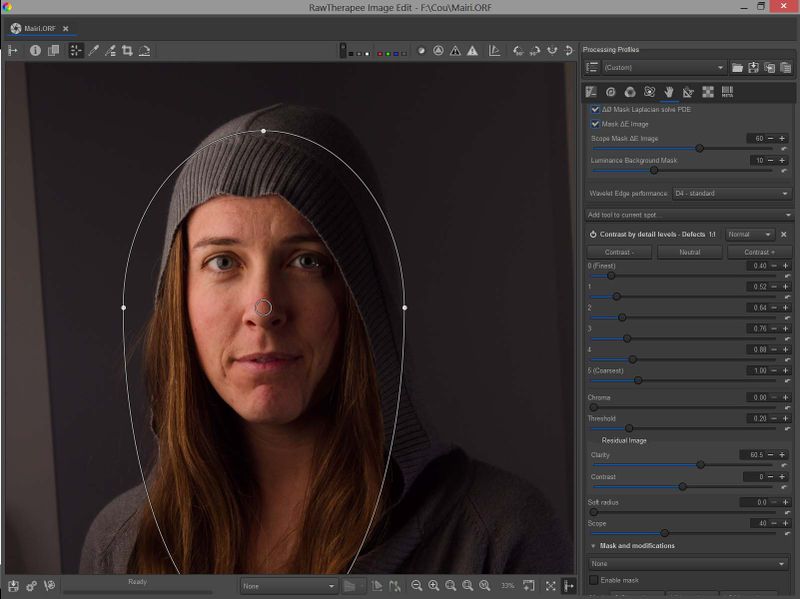 RawTherapee Image Edit - F:\Cou\Mairi.ORF
Mairi.ORF
Processing Profiles
(Custom)
META
ΔØ Mask Laplacian solve PDE
Mask ΔE Image
Scope Mask ΔE Image 60
Luminance Background Mask 10
Wavelet Edge performance: D4 - standard
Add tool to current spot...
Contrast by detail levels - Defects 1:1 Normal
Contrast - Neutral Contrast +
0 (Finest) 0.40
1 0.52
2 0.64
3 0.76
4 0.88
5 (Coarsest) 1.00
Chroma 0.00
Threshold 0.20
Residual Image
Clarity 60.5
Contrast 0
Soft radius 0.0
Scope 40
Mask and modifications
None
Enable mask
Ready
None
33%